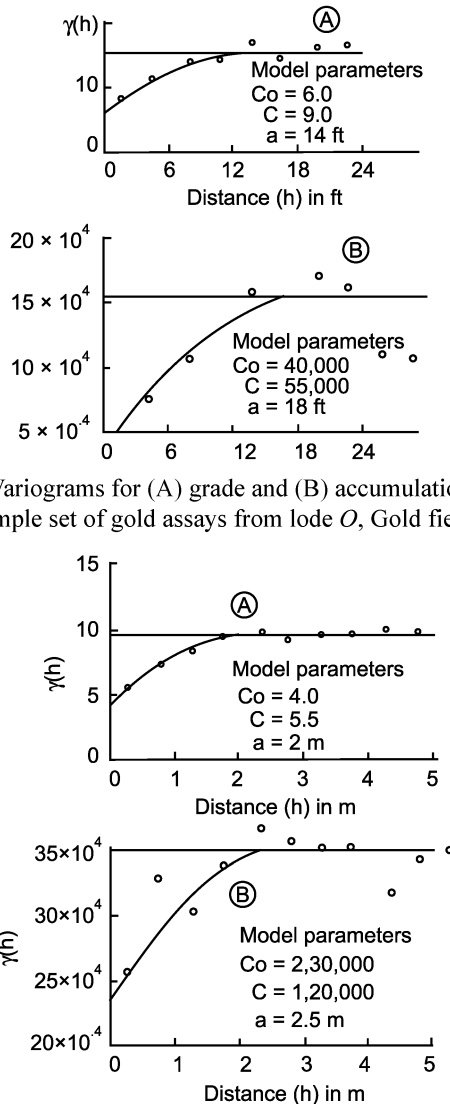 γ(h)
A
10
Model parameters
Co = 6.0
C = 9.0
a = 14 ft
0
0 6 12 18 24
Distance (h) in ft
20 × 10⁴
B
15 × 10⁴
Model parameters
10 × 10⁴
Co = 40,000
C = 55,000
a = 18 ft
5 × 10⁻⁴
0 6 12 18 24
Variograms for (A) grade and (B) accumulatio
mple set of gold assays from lode O, Gold fie
15
A
10
γ(h)
Model parameters
5
Co = 4.0
C = 5.5
a = 2 m
0
0 1 2 3 4 5
Distance (h) in m
35×10⁴
B
30×10⁴
γ(h)
Model parameters
Co = 2,30,000
25×10⁴
C = 1,20,000
a = 2.5 m
20×10⁻⁴
0 1 2 3 4 5
Distance (h) in m